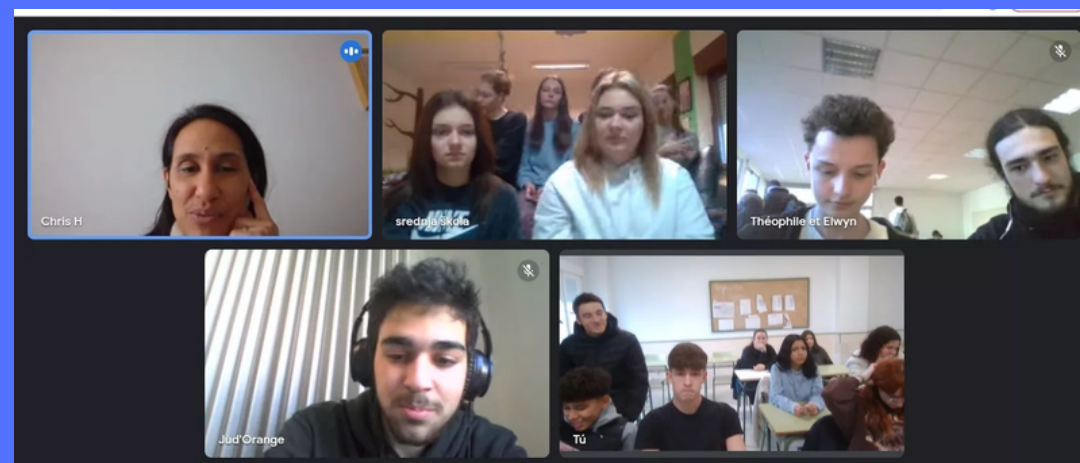 Chris H
srednja škola
Théophile et Elwyn
Jud'Orange
Tú